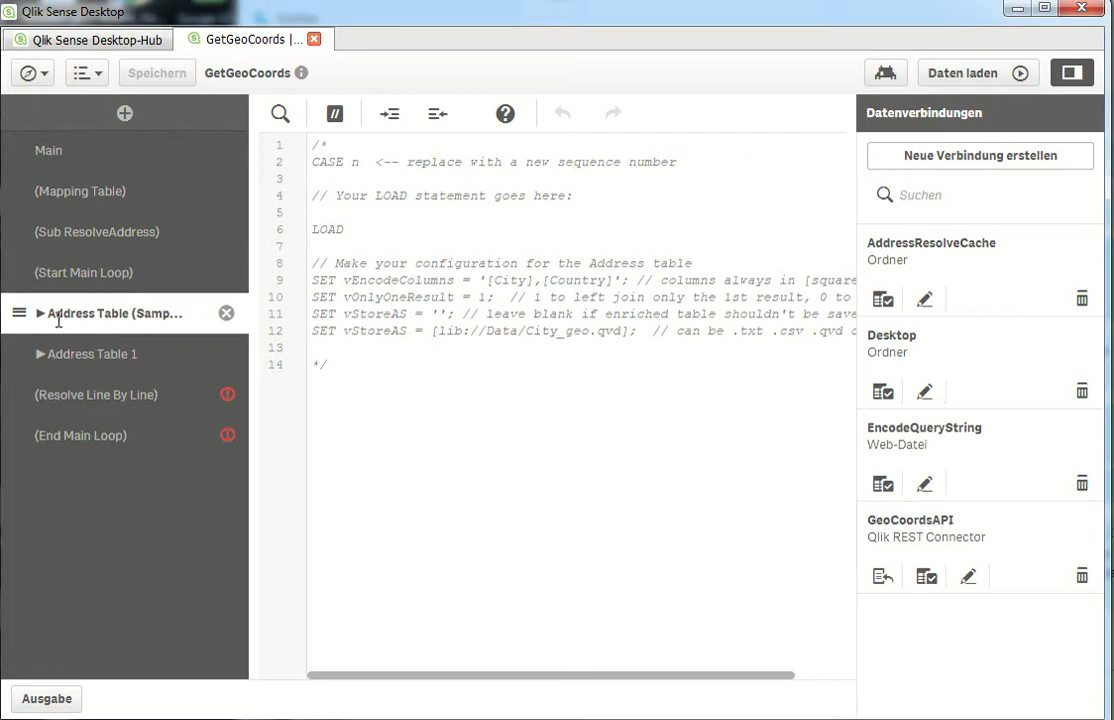 Qlik Sense Desktop
Qlik Sense Desktop-Hub
GetGeoCoords |...
Speichern
GetGeoCoords
Daten laden
Main
(Mapping Table)
(Sub ResolveAddress)
(Start Main Loop)
▶Address Table (Samp...
▶Address Table 1
(Resolve Line By Line)
(End Main Loop)
Ausgabe
1 /*
2 CASE n <-- replace with a new sequence number
3
4 // Your LOAD statement goes here:
5
6 LOAD
7
8 // Make your configuration for the Address table
9 SET vEncodeColumns = '[City],[Country]'; // columns always in [square
10 SET vOnlyOneResult = 1; // 1 to left join only the 1st result, 0 to
11 SET vStoreAS = ''; // leave blank if enriched table shouldn't be save
12 SET vStoreAS = [lib://Data/City_geo.qvd]; // can be .txt .csv .qvd
13
14 */
Datenverbindungen
Neue Verbindung erstellen
Suchen
AddressResolveCache
Ordner
Desktop
Ordner
EncodeQueryString
Web-Datei
GeoCoordsAPI
Qlik REST Connector